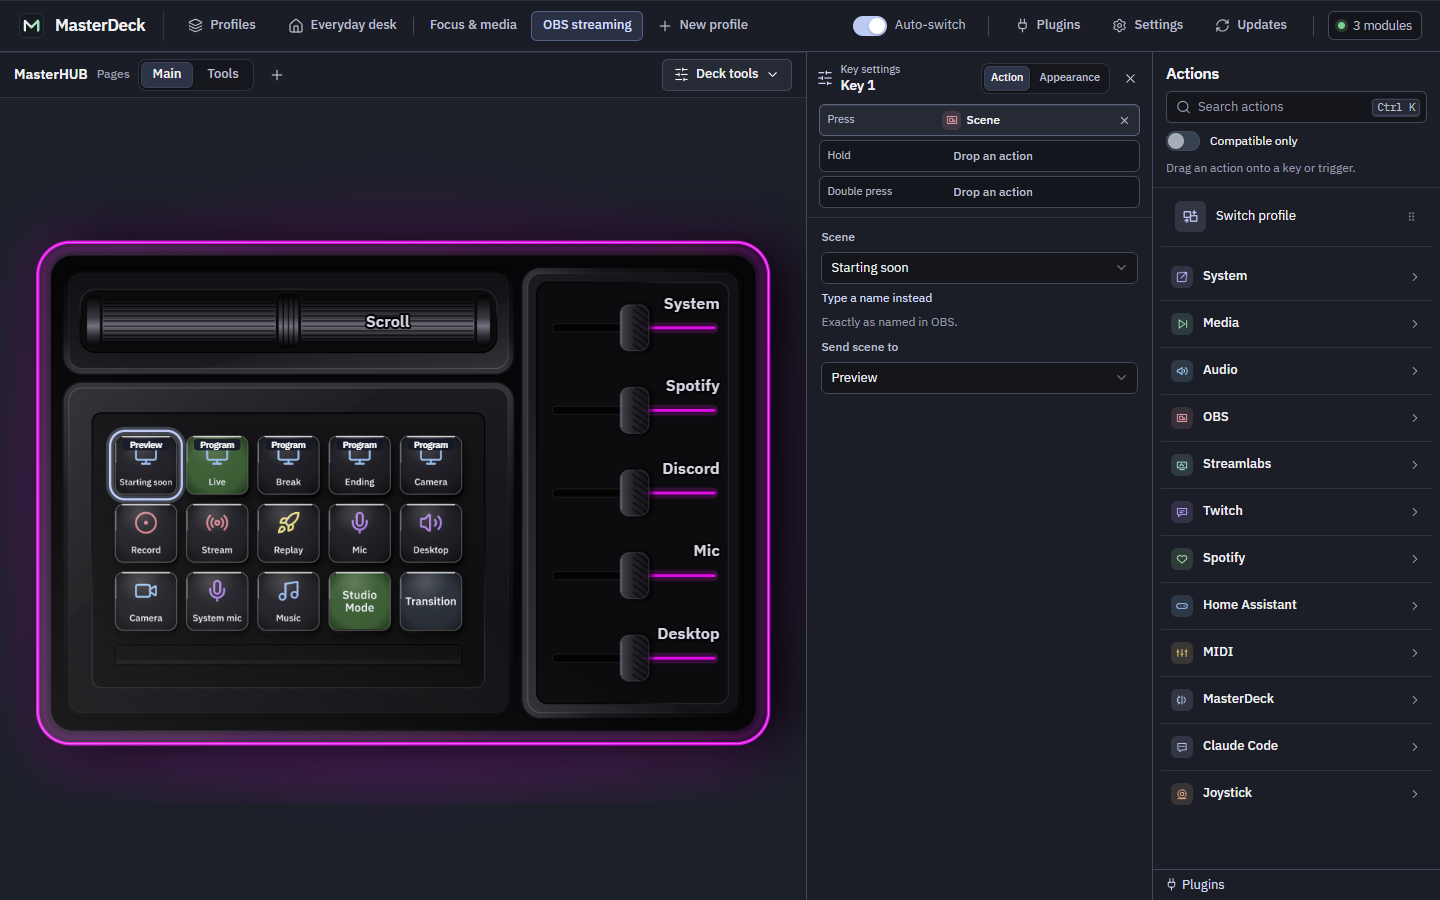 MasterDeck
Profiles
Everyday desk
Focus & media
OBS streaming
New profile
Auto-switch
Plugins
Settings
Updates
3 modules
MasterHUB
Pages
Main
Tools
Deck tools
Scroll
System
Spotify
Discord
Mic
Desktop
Preview
Starting soon
Program
Live
Program
Break
Program
Ending
Program
Camera
Record
Stream
Replay
Mic
Desktop
Camera
System mic
Music
Studio
Mode
Transition
Key settings
Key 1
Action
Appearance
Press
Scene
Hold
Drop an action
Double press
Drop an action
Scene
Starting soon
Type a name instead
Exactly as named in OBS.
Send scene to
Preview
Actions
Search actions
Ctrl K
Compatible only
Drag an action onto a key or trigger.
Switch profile
System
Media
Audio
OBS
Streamlabs
Twitch
Spotify
Home Assistant
MIDI
MasterDeck
Claude Code
Joystick
Plugins